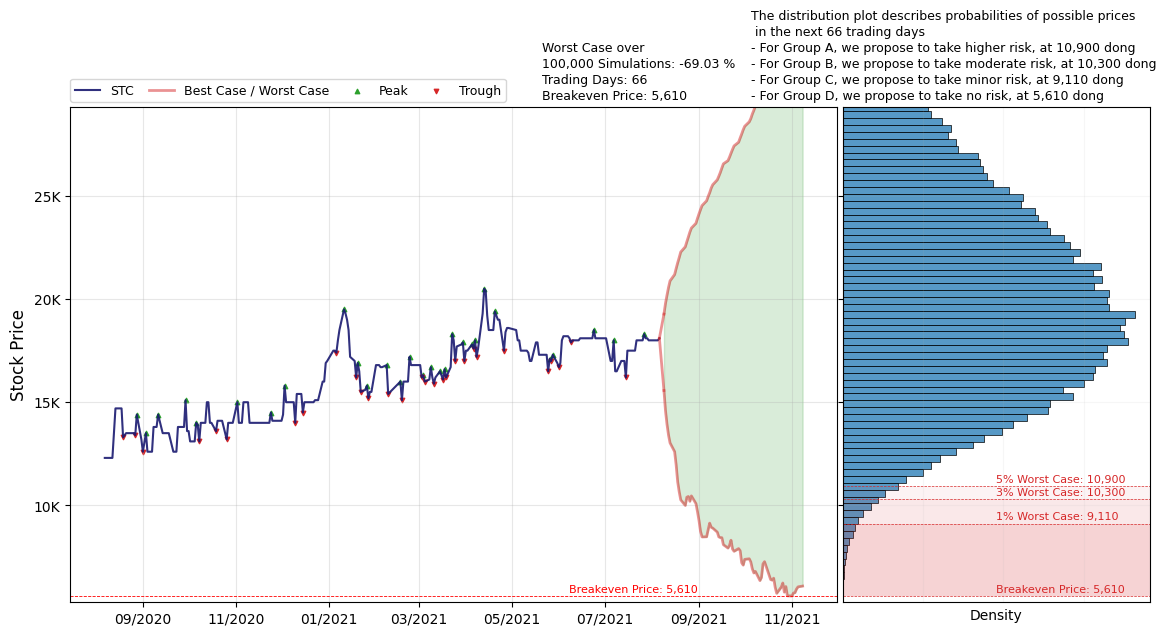 The distribution plot describes probabilities of possible prices
in the next 66 trading days
- For Group A, we propose to take higher risk, at 10,900 dong
- For Group B, we propose to take moderate risk, at 10,300 dong
- For Group C, we propose to take minor risk, at 9,110 dong
- For Group D, we propose to take no risk, at 5,610 dong
Worst Case over
100,000 Simulations: -69.03 %
Trading Days: 66
Breakeven Price: 5,610
STC
Best Case / Worst Case
Peak
Trough
Stock Price
25K
20K
15K
10K
5% Worst Case: 10,900
3% Worst Case: 10,300
1% Worst Case: 9,110
Breakeven Price: 5,610
Breakeven Price: 5,610
09/2020
11/2020
01/2021
03/2021
05/2021
07/2021
09/2021
11/2021
Density